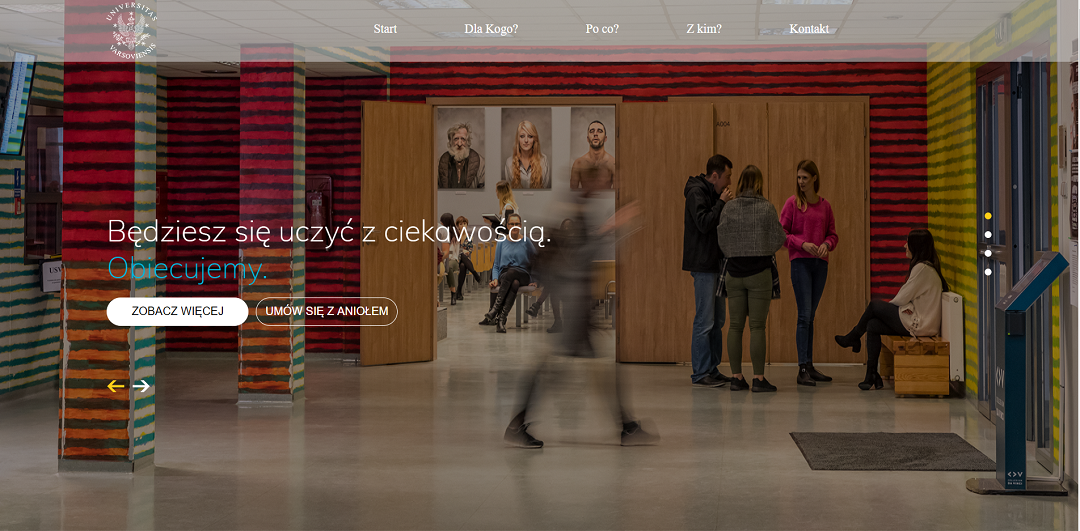 UNIVERSITAS
VARSOVIENSIS
Start
Dla Kogo?
Po co?
Z kim?
Kontakt
A004
Będziesz się uczyć z ciekawością.
Obiecujemy.
ZOBACZ WIĘCEJ
UMÓW SIĘ Z ANIOŁEM